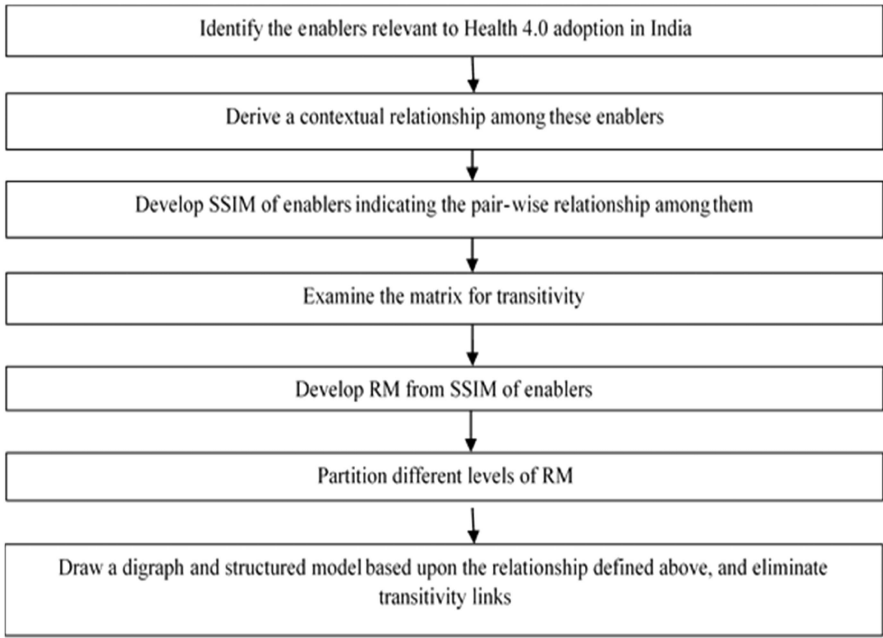 Identify the enablers relevant to Health 4.0 adoption in India
Derive a contextual relationship among these enablers
Develop SSIM of enablers indicating the pair-wise relationship among them
Examine the matrix for transitivity
Develop RM from SSIM of enablers
Partition different levels of RM
Draw a digraph and structured model based upon the relationship defined above, and eliminate
transitivity links